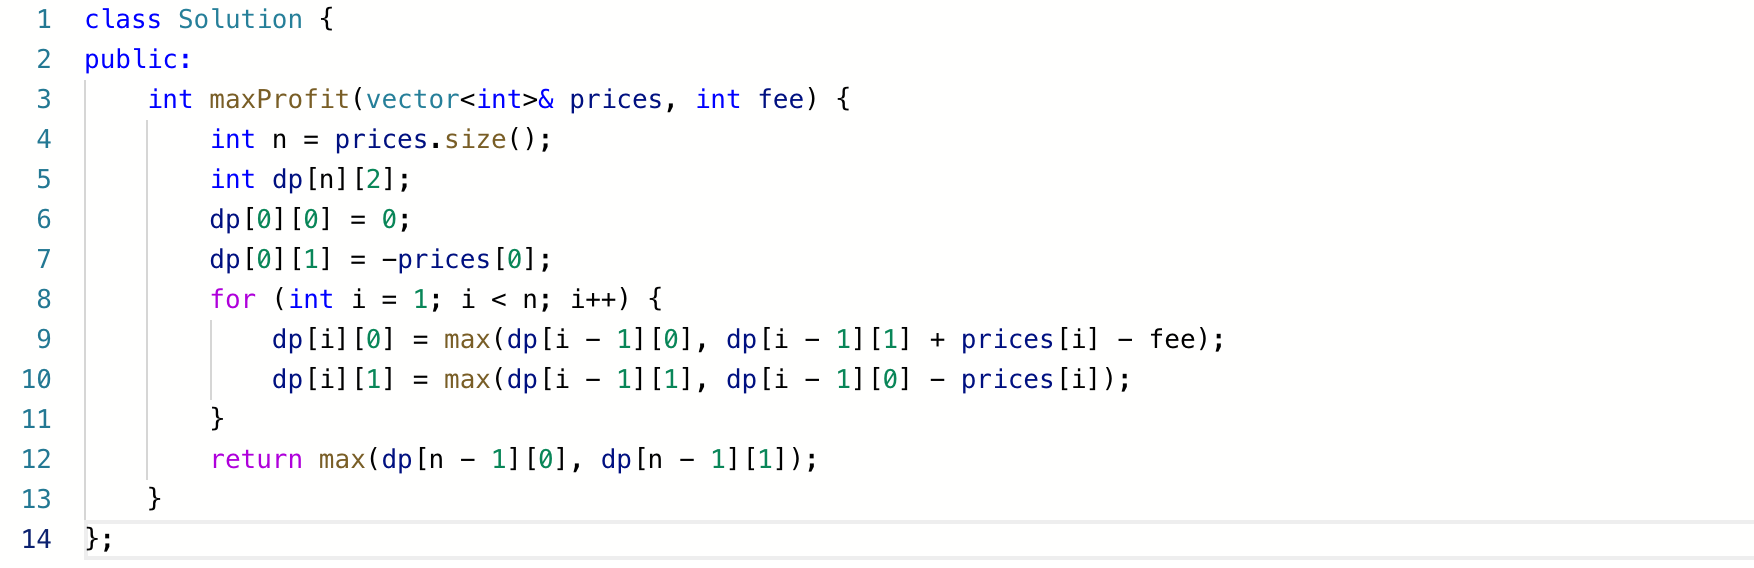 1 class Solution {
2 public:
3     int maxProfit(vector<int>& prices, int fee) {
4         int n = prices.size();
5         int dp[n][2];
6         dp[0][0] = 0;
7         dp[0][1] = −prices[0];
8         for (int i = 1; i < n; i++) {
9             dp[i][0] = max(dp[i − 1][0], dp[i − 1][1] + prices[i] − fee);
10             dp[i][1] = max(dp[i − 1][1], dp[i − 1][0] − prices[i]);
11         }
12         return max(dp[n − 1][0], dp[n − 1][1]);
13     }
14 };